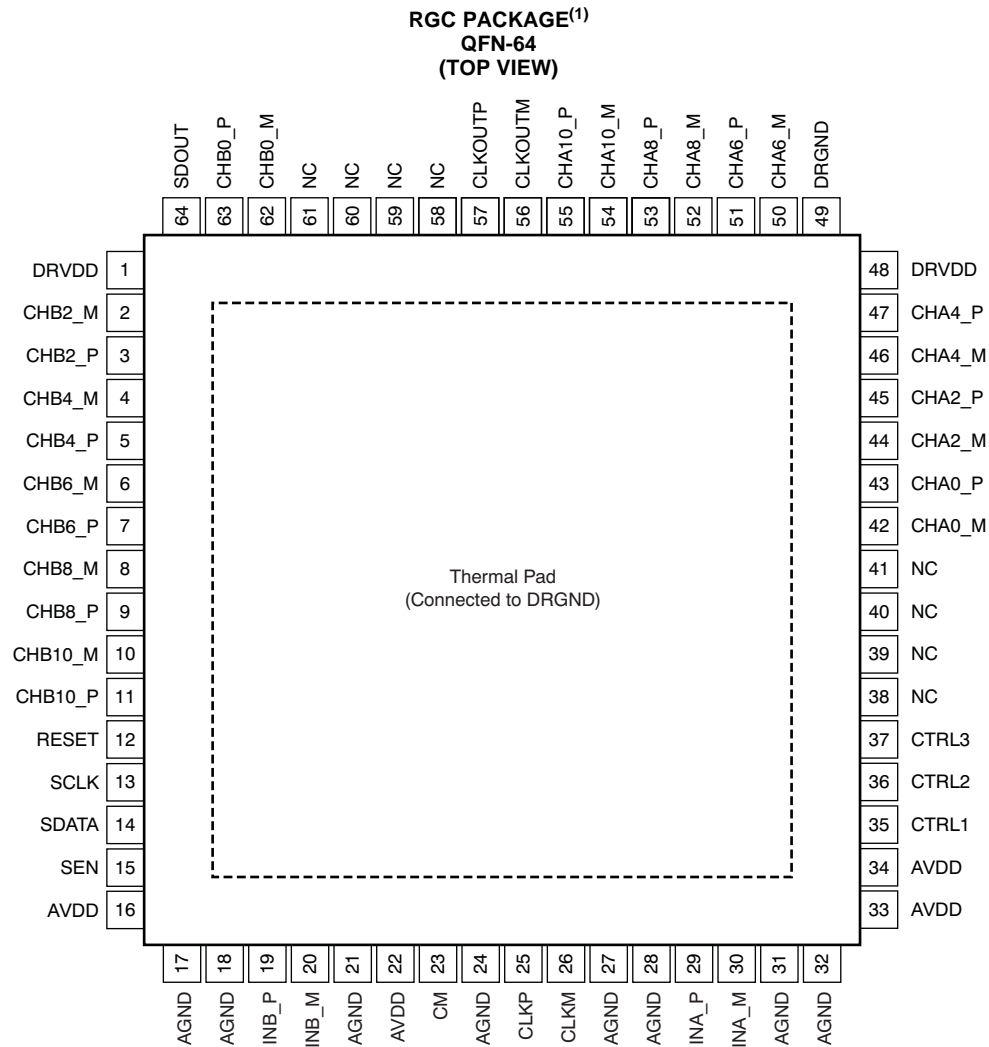 RGC PACKAGE(1)
QFN-64
(TOP VIEW)
SDOUT
CHB0_P
CHB0_M
NC
NC
NC
NC
CLKOUTP
CLKOUTM
CHA10_P
CHA10_M
CHA8_P
CHA8_M
CHA6_P
CHA6_M
DRGND
64 63 62 61 60 59 58 57 56 55 54 53 52 51 50 49
DRVDD 1 48 DRVDD
CHB2_M 2 47 CHA4_P
CHB2_P 3 46 CHA4_M
CHB4_M 4 45 CHA2_P
CHB4_P 5 44 CHA2_M
CHB6_M 6 43 CHA0_P
CHB6_P 7 42 CHA0_M
CHB8_M 8 41 NC
Thermal Pad
(Connected to DRGND)
CHB8_P 9 40 NC
CHB10_M 10 39 NC
CHB10_P 11 38 NC
RESET 12 37 CTRL3
SCLK 13 36 CTRL2
SDATA 14 35 CTRL1
SEN 15 34 AVDD
AVDD 16 33 AVDD
17 18 19 20 21 22 23 24 25 26 27 28 29 30 31 32
AGND
AGND
INB_P
INB_M
AGND
AVDD
CM
AGND
CLKP
CLKM
AGND
AGND
INA_P
INA_M
AGND
AGND